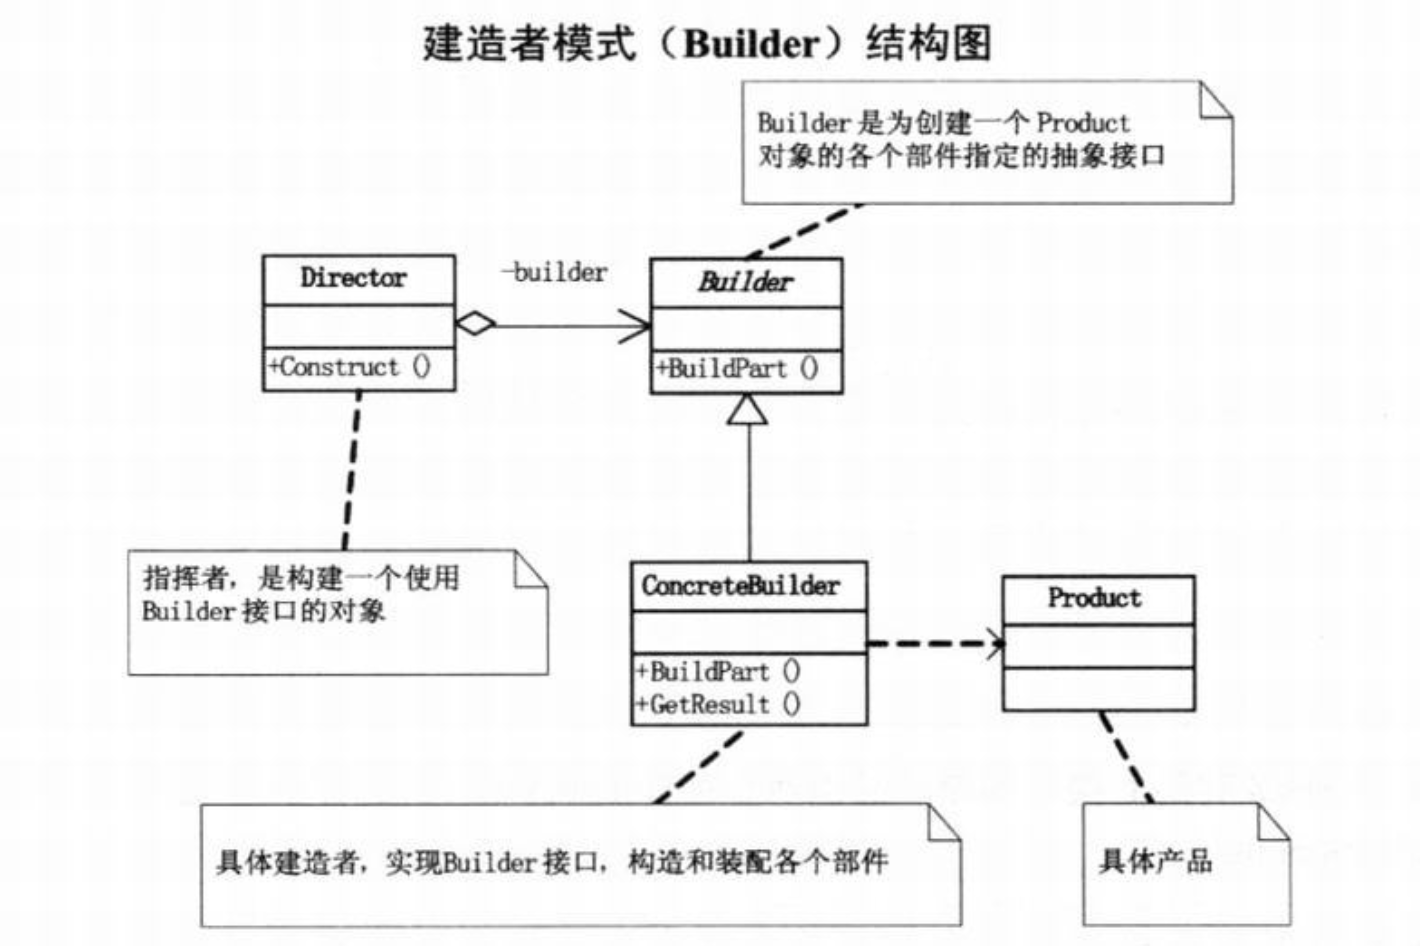 建造者模式（Builder）结构图
Builder 是为创建一个 Product
对象的各个部件指定的抽象接口
Director
-builder
Builder
+Construct ()
+BuildPart ()
指挥者，是构建一个使用
Builder 接口的对象
ConcreteBuilder
Product
+BuildPart ()
+GetResult ()
具体建造者，实现Builder 接口，构造和装配各个部件
具体产品